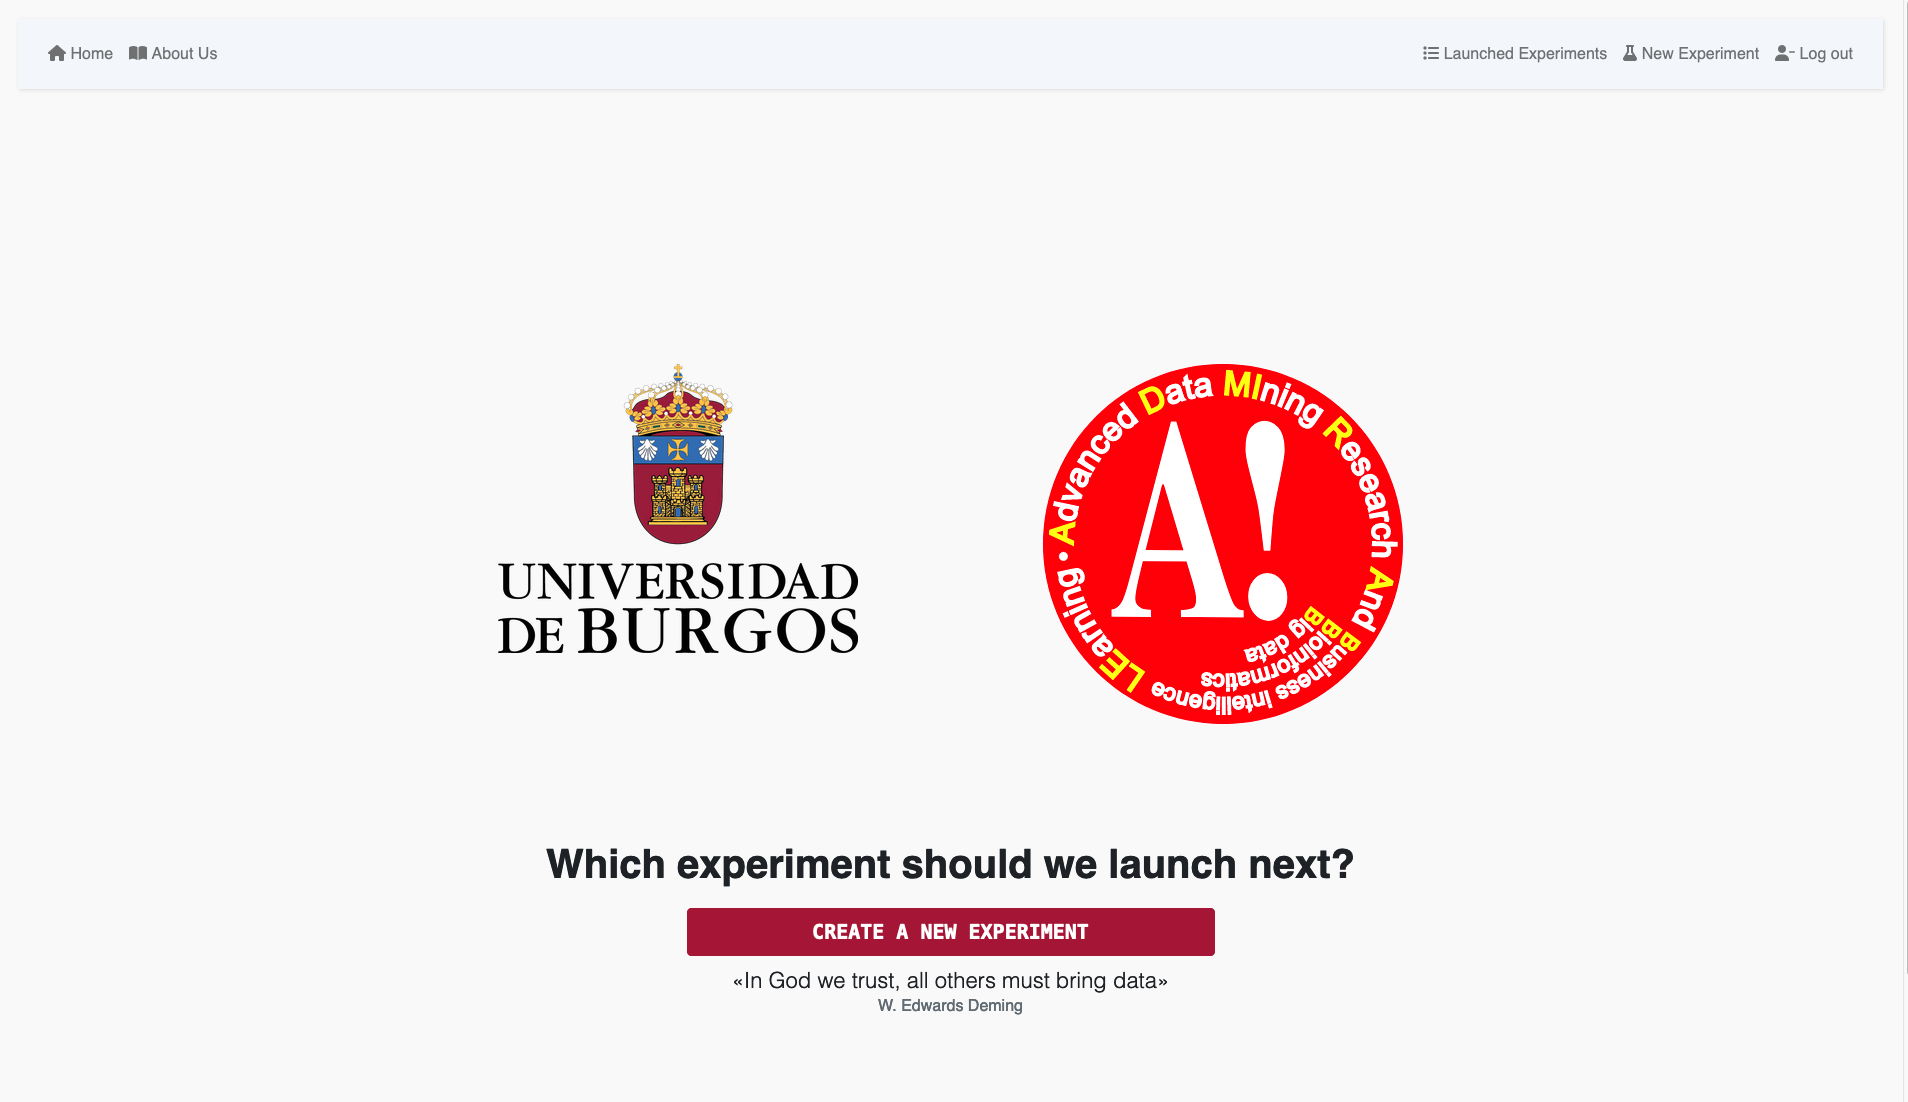 Home About Us Launched Experiments New Experiment Log out
UNIVERSIDAD
DE BURGOS
Advanced Data MIning Research And
Business Intelligence
Bioinformatics
Big data
LEarning •
A!
Which experiment should we launch next?
CREATE A NEW EXPERIMENT
«In God we trust, all others must bring data»
W. Edwards Deming